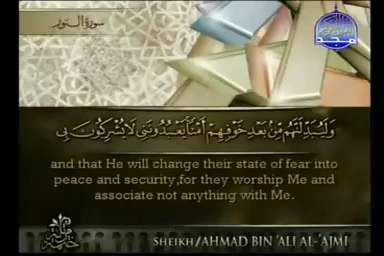 سورة النور
وَلَيُبَدِّلَنَّهُم مِّنۢ بَعْدِ خَوْفِهِمْ أَمْنًا ۚ يَعْبُدُونَنِى لَا يُشْرِكُونَ بِى
and that He will change their state of fear into
peace and security,for they worship Me and
associate not anything with Me.
SHEIKH/AHMAD BIN 'ALI AL-'AJMI